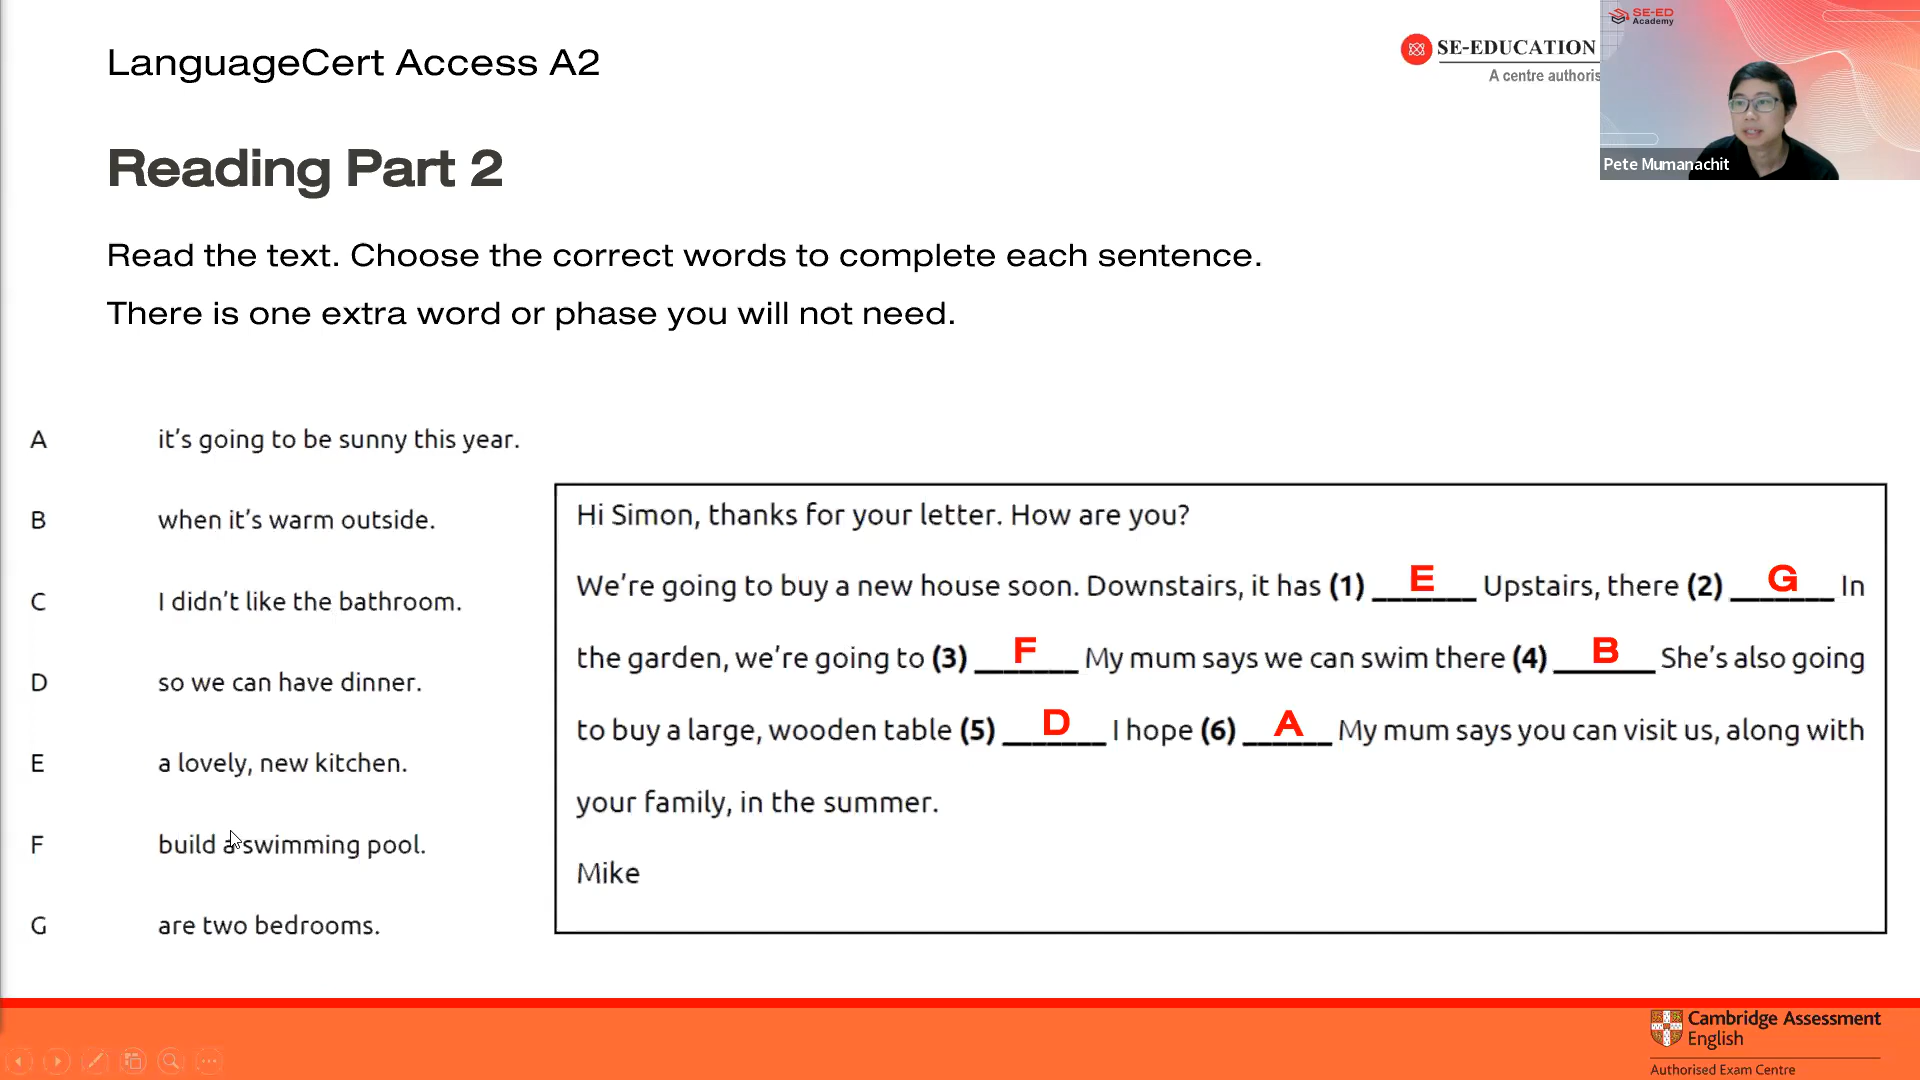 LanguageCert Access A2
SE-EDUCATION
A centre authoris
SE-ED
Academy
Pete Mumanachit
Reading Part 2
Read the text. Choose the correct words to complete each sentence.
There is one extra word or phase you will not need.
A it's going to be sunny this year.
B when it's warm outside.
C I didn't like the bathroom.
D so we can have dinner.
E a lovely, new kitchen.
F build a swimming pool.
G are two bedrooms.
Hi Simon, thanks for your letter. How are you?
We're going to buy a new house soon. Downstairs, it has (1) ___E___ Upstairs, there (2) ___G___ In
the garden, we're going to (3) ___F___ My mum says we can swim there (4) ___B___ She's also going
to buy a large, wooden table (5) ___D___ I hope (6) ___A___ My mum says you can visit us, along with
your family, in the summer.
Mike
Cambridge Assessment
English
Authorised Exam Centre